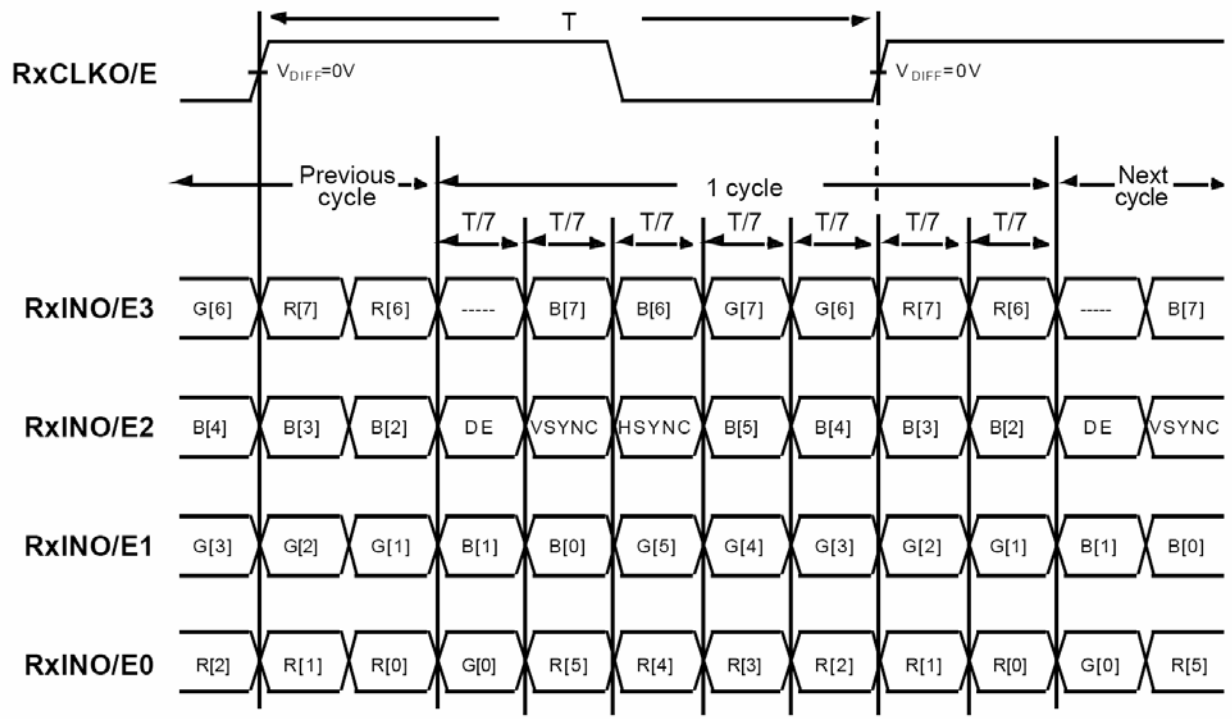 T
RxCLKO/E
VDIFF=0V VDIFF=0V
Previous cycle 1 cycle Next cycle
T/7 T/7 T/7 T/7 T/7 T/7 T/7
RxINO/E3 G[6] R[7] R[6] ----- B[7] B[6] G[7] G[6] R[7] R[6] ----- B[7]
RxINO/E2 B[4] B[3] B[2] DE VSYNC HSYNC B[5] B[4] B[3] B[2] DE VSYNC
RxINO/E1 G[3] G[2] G[1] B[1] B[0] G[5] G[4] G[3] G[2] G[1] B[1] B[0]
RxINO/E0 R[2] R[1] R[0] G[0] R[5] R[4] R[3] R[2] R[1] R[0] G[0] R[5]